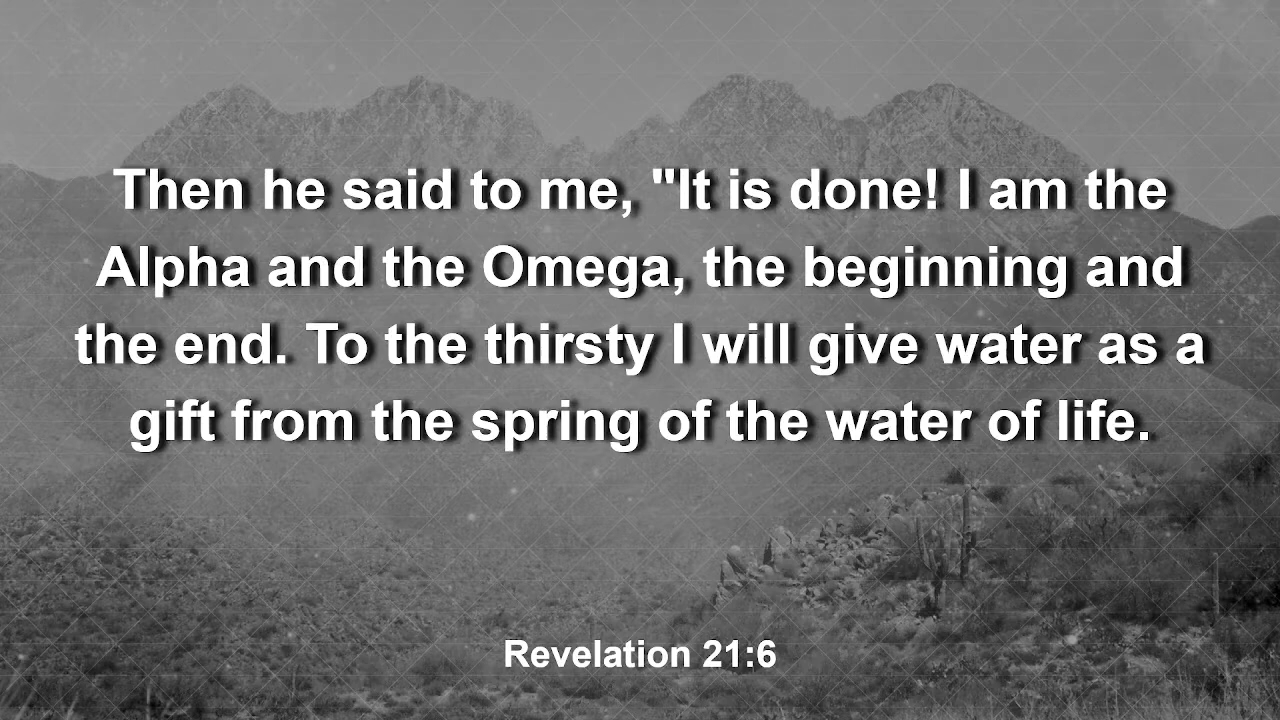 Then he said to me, "It is done! I am the
Alpha and the Omega, the beginning and
the end. To the thirsty I will give water as a
gift from the spring of the water of life.
Revelation 21:6